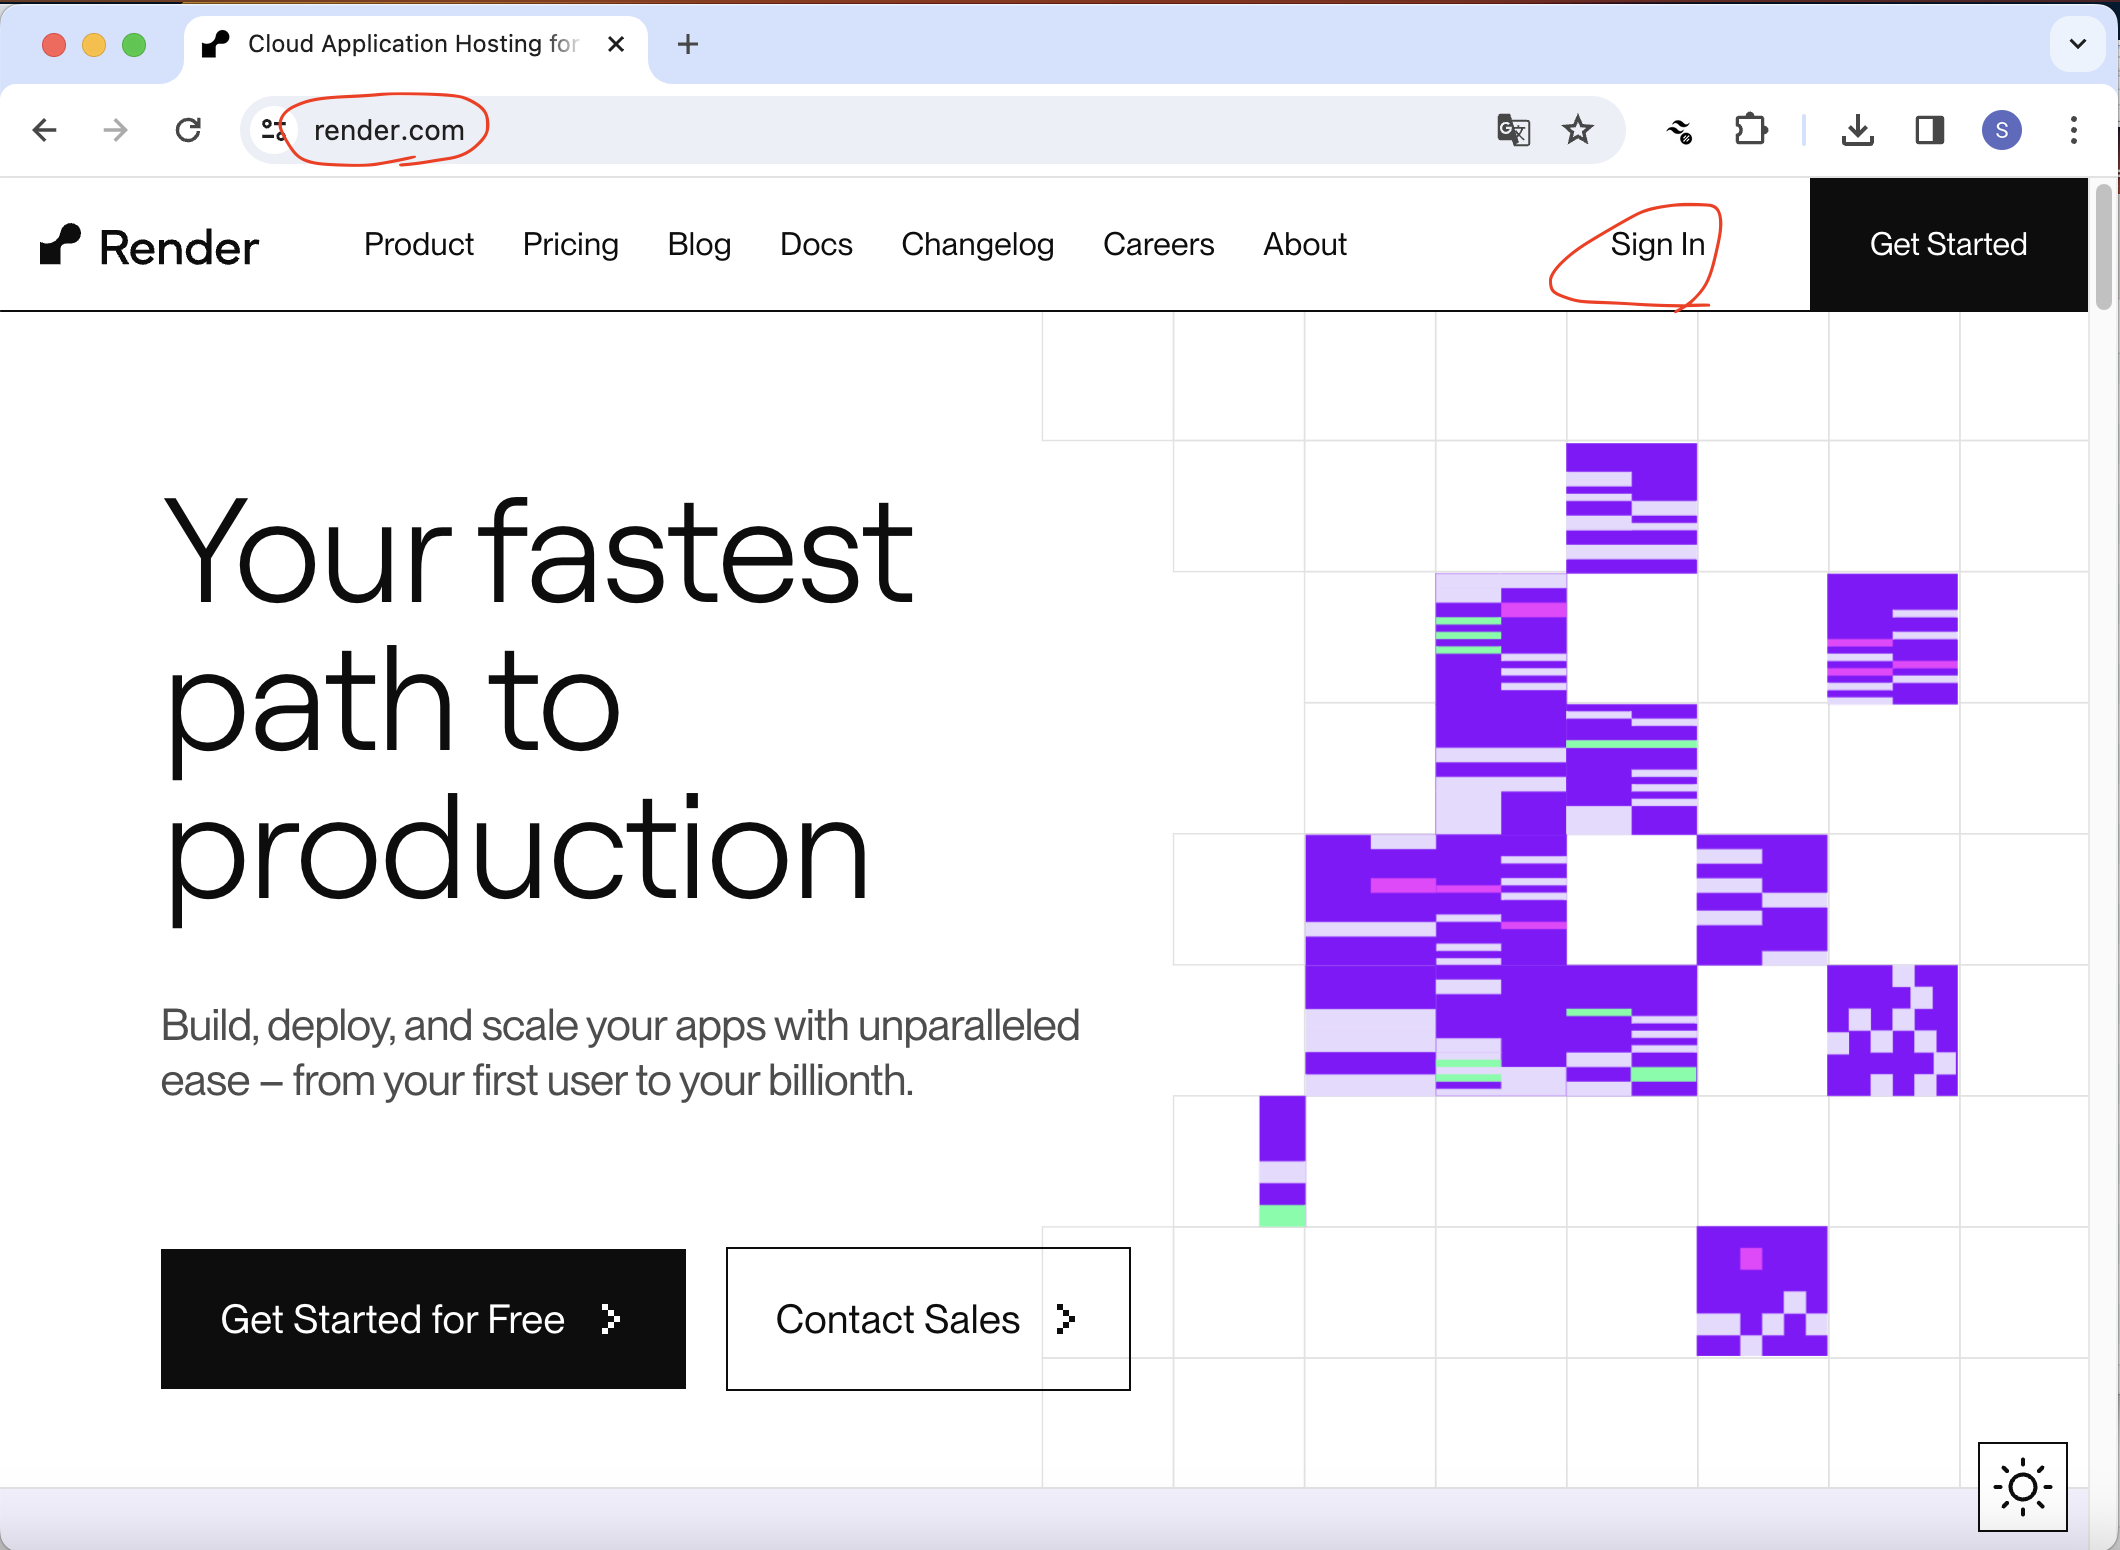 Cloud Application Hosting for
render.com
S
Render Product Pricing Blog Docs Changelog Careers About Sign In Get Started
Your fastest
path to
production
Build, deploy, and scale your apps with unparalleled
ease – from your first user to your billionth.
Get Started for Free Contact Sales